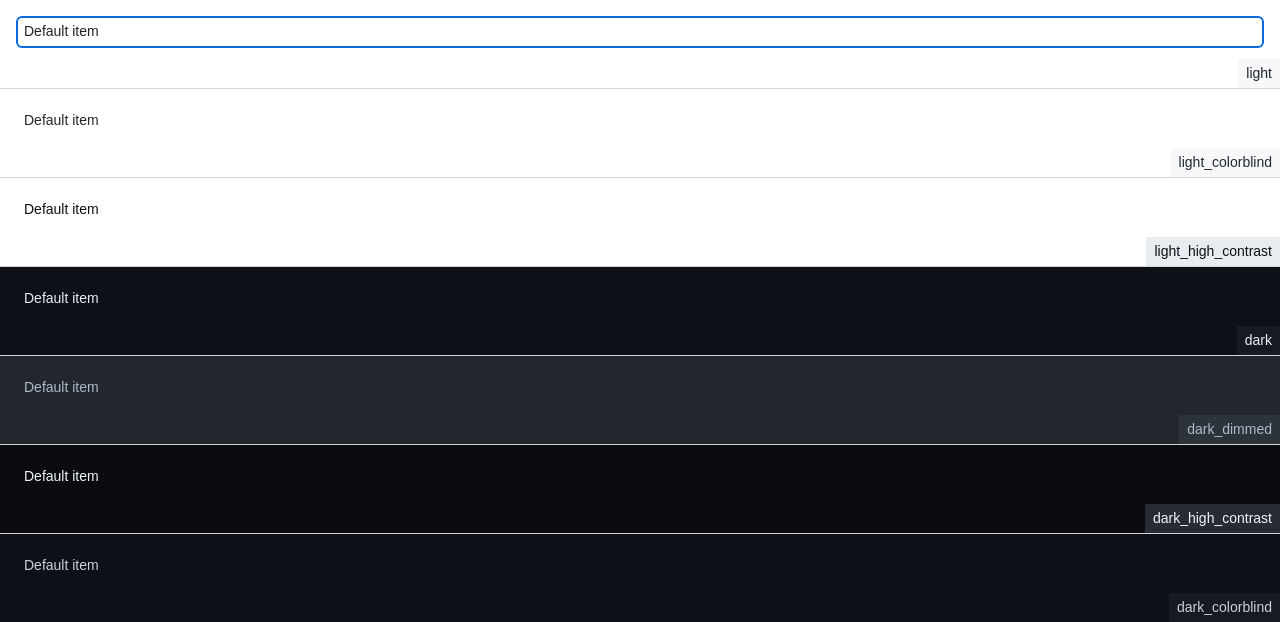 Default item
light
Default item
light_colorblind
Default item
light_high_contrast
Default item
dark
Default item
dark_dimmed
Default item
dark_high_contrast
Default item
dark_colorblind